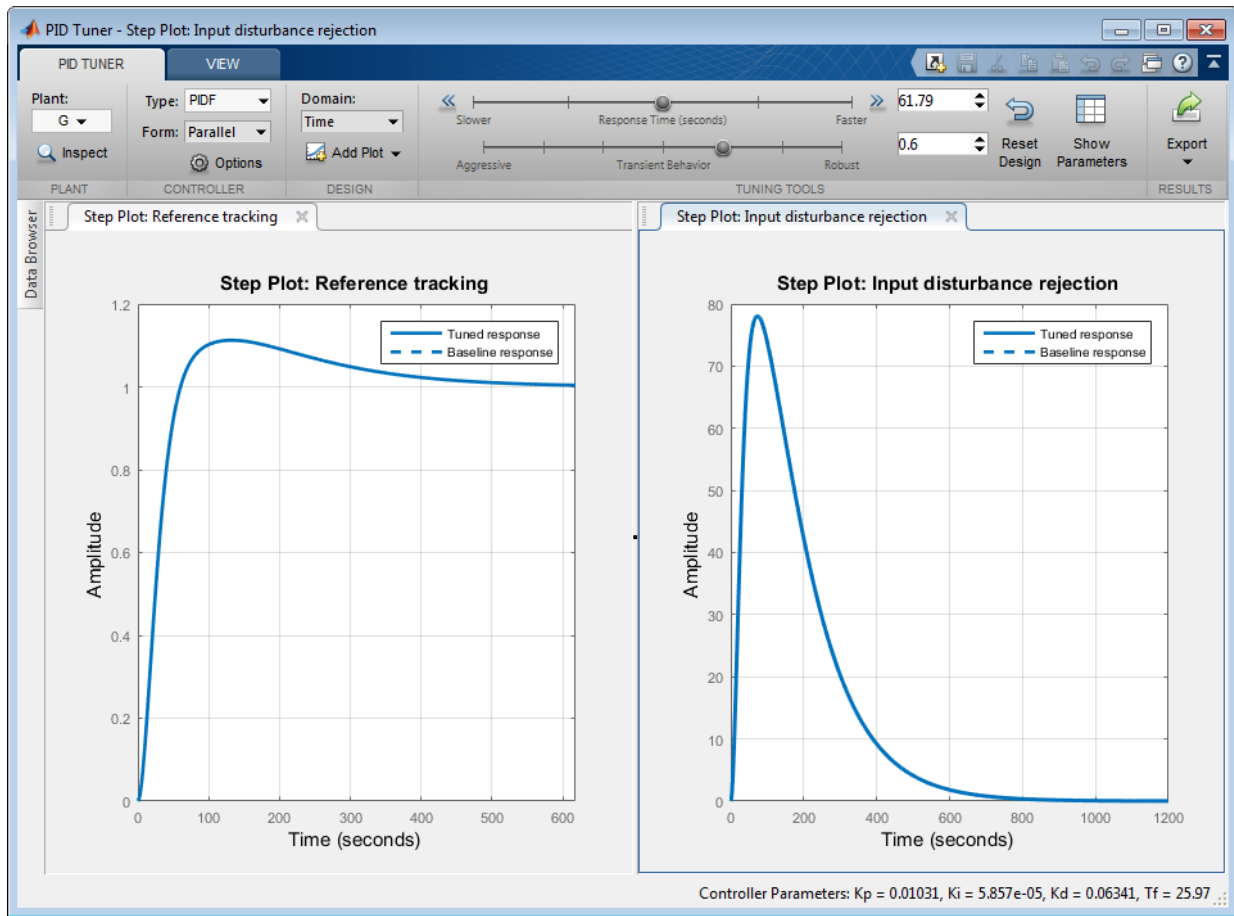 PID Tuner - Step Plot: Input disturbance rejection
PID TUNER
VIEW
Plant:
G
Inspect
PLANT
Type: PIDF
Form: Parallel
Options
CONTROLLER
Domain:
Time
Add Plot
DESIGN
Slower
Response Time (seconds)
Faster
61.79
Aggressive
Transient Behavior
Robust
0.6
Reset
Design
Show
Parameters
TUNING TOOLS
Export
RESULTS
Data Browser
Step Plot: Reference tracking
Step Plot: Reference tracking
Tuned response
Baseline response
1.2
1
0.8
0.6
0.4
0.2
0
Amplitude
0 100 200 300 400 500 600
Time (seconds)
Step Plot: Input disturbance rejection
Step Plot: Input disturbance rejection
Tuned response
Baseline response
80
70
60
50
40
30
20
10
0
Amplitude
0 200 400 600 800 1000 1200
Time (seconds)
Controller Parameters: Kp = 0.01031, Ki = 5.857e-05, Kd = 0.06341, Tf = 25.97